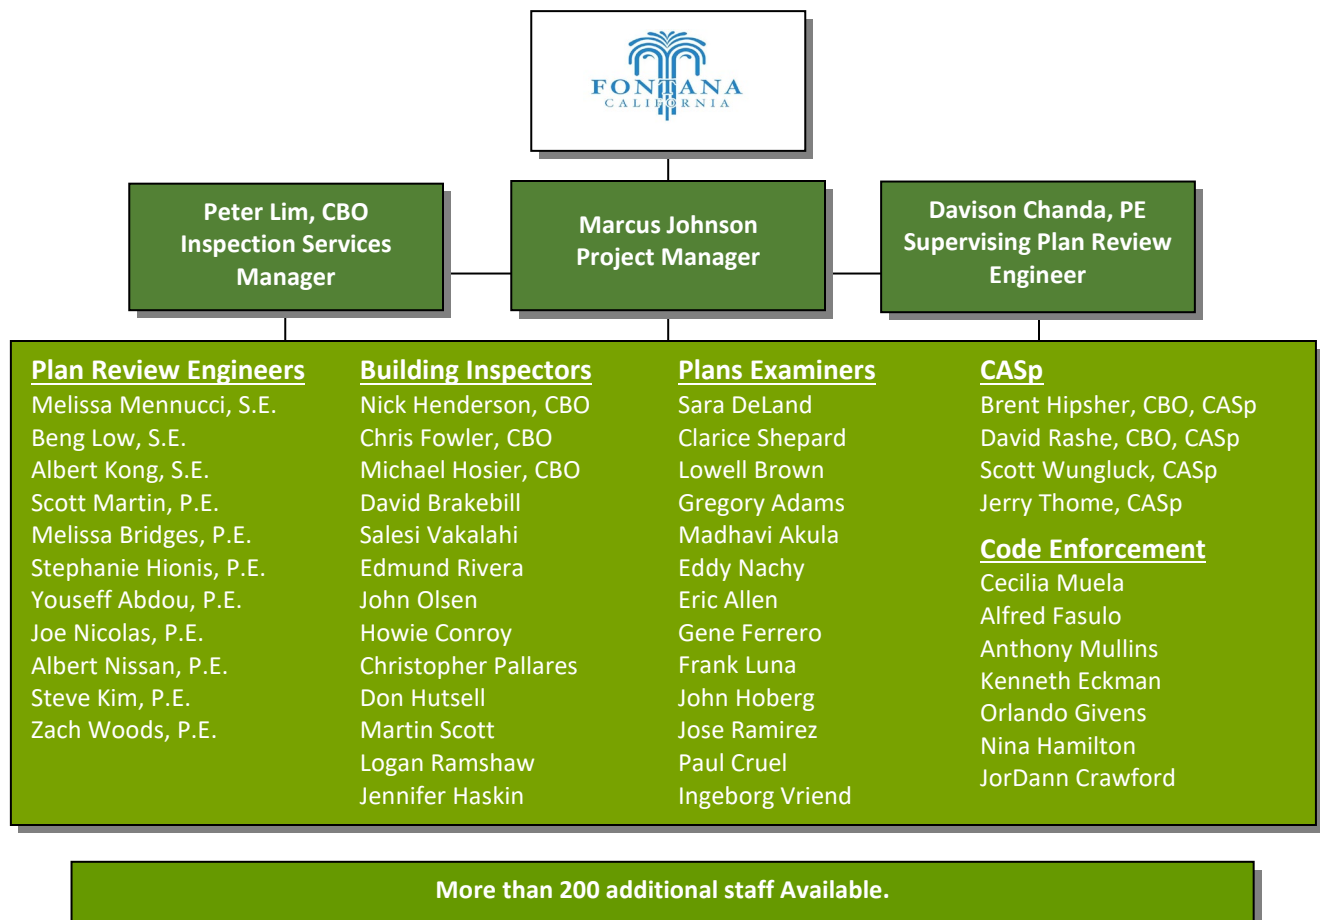 FONTANA
CALIFORNIA
Peter Lim, CBO
Inspection Services
Manager
Marcus Johnson
Project Manager
Davison Chanda, PE
Supervising Plan Review
Engineer
Plan Review Engineers
Melissa Mennucci, S.E.
Beng Low, S.E.
Albert Kong, S.E.
Scott Martin, P.E.
Melissa Bridges, P.E.
Stephanie Hionis, P.E.
Youseff Abdou, P.E.
Joe Nicolas, P.E.
Albert Nissan, P.E.
Steve Kim, P.E.
Zach Woods, P.E.
Building Inspectors
Nick Henderson, CBO
Chris Fowler, CBO
Michael Hosier, CBO
David Brakebill
Salesi Vakalahi
Edmund Rivera
John Olsen
Howie Conroy
Christopher Pallares
Don Hutsell
Martin Scott
Logan Ramshaw
Jennifer Haskin
Plans Examiners
Sara DeLand
Clarice Shepard
Lowell Brown
Gregory Adams
Madhavi Akula
Eddy Nachy
Eric Allen
Gene Ferrero
Frank Luna
John Hoberg
Jose Ramirez
Paul Cruel
Ingeborg Vriend
CASp
Brent Hipsher, CBO, CASp
David Rashe, CBO, CASp
Scott Wungluck, CASp
Jerry Thome, CASp
Code Enforcement
Cecilia Muela
Alfred Fasulo
Anthony Mullins
Kenneth Eckman
Orlando Givens
Nina Hamilton
JorDann Crawford
More than 200 additional staff Available.